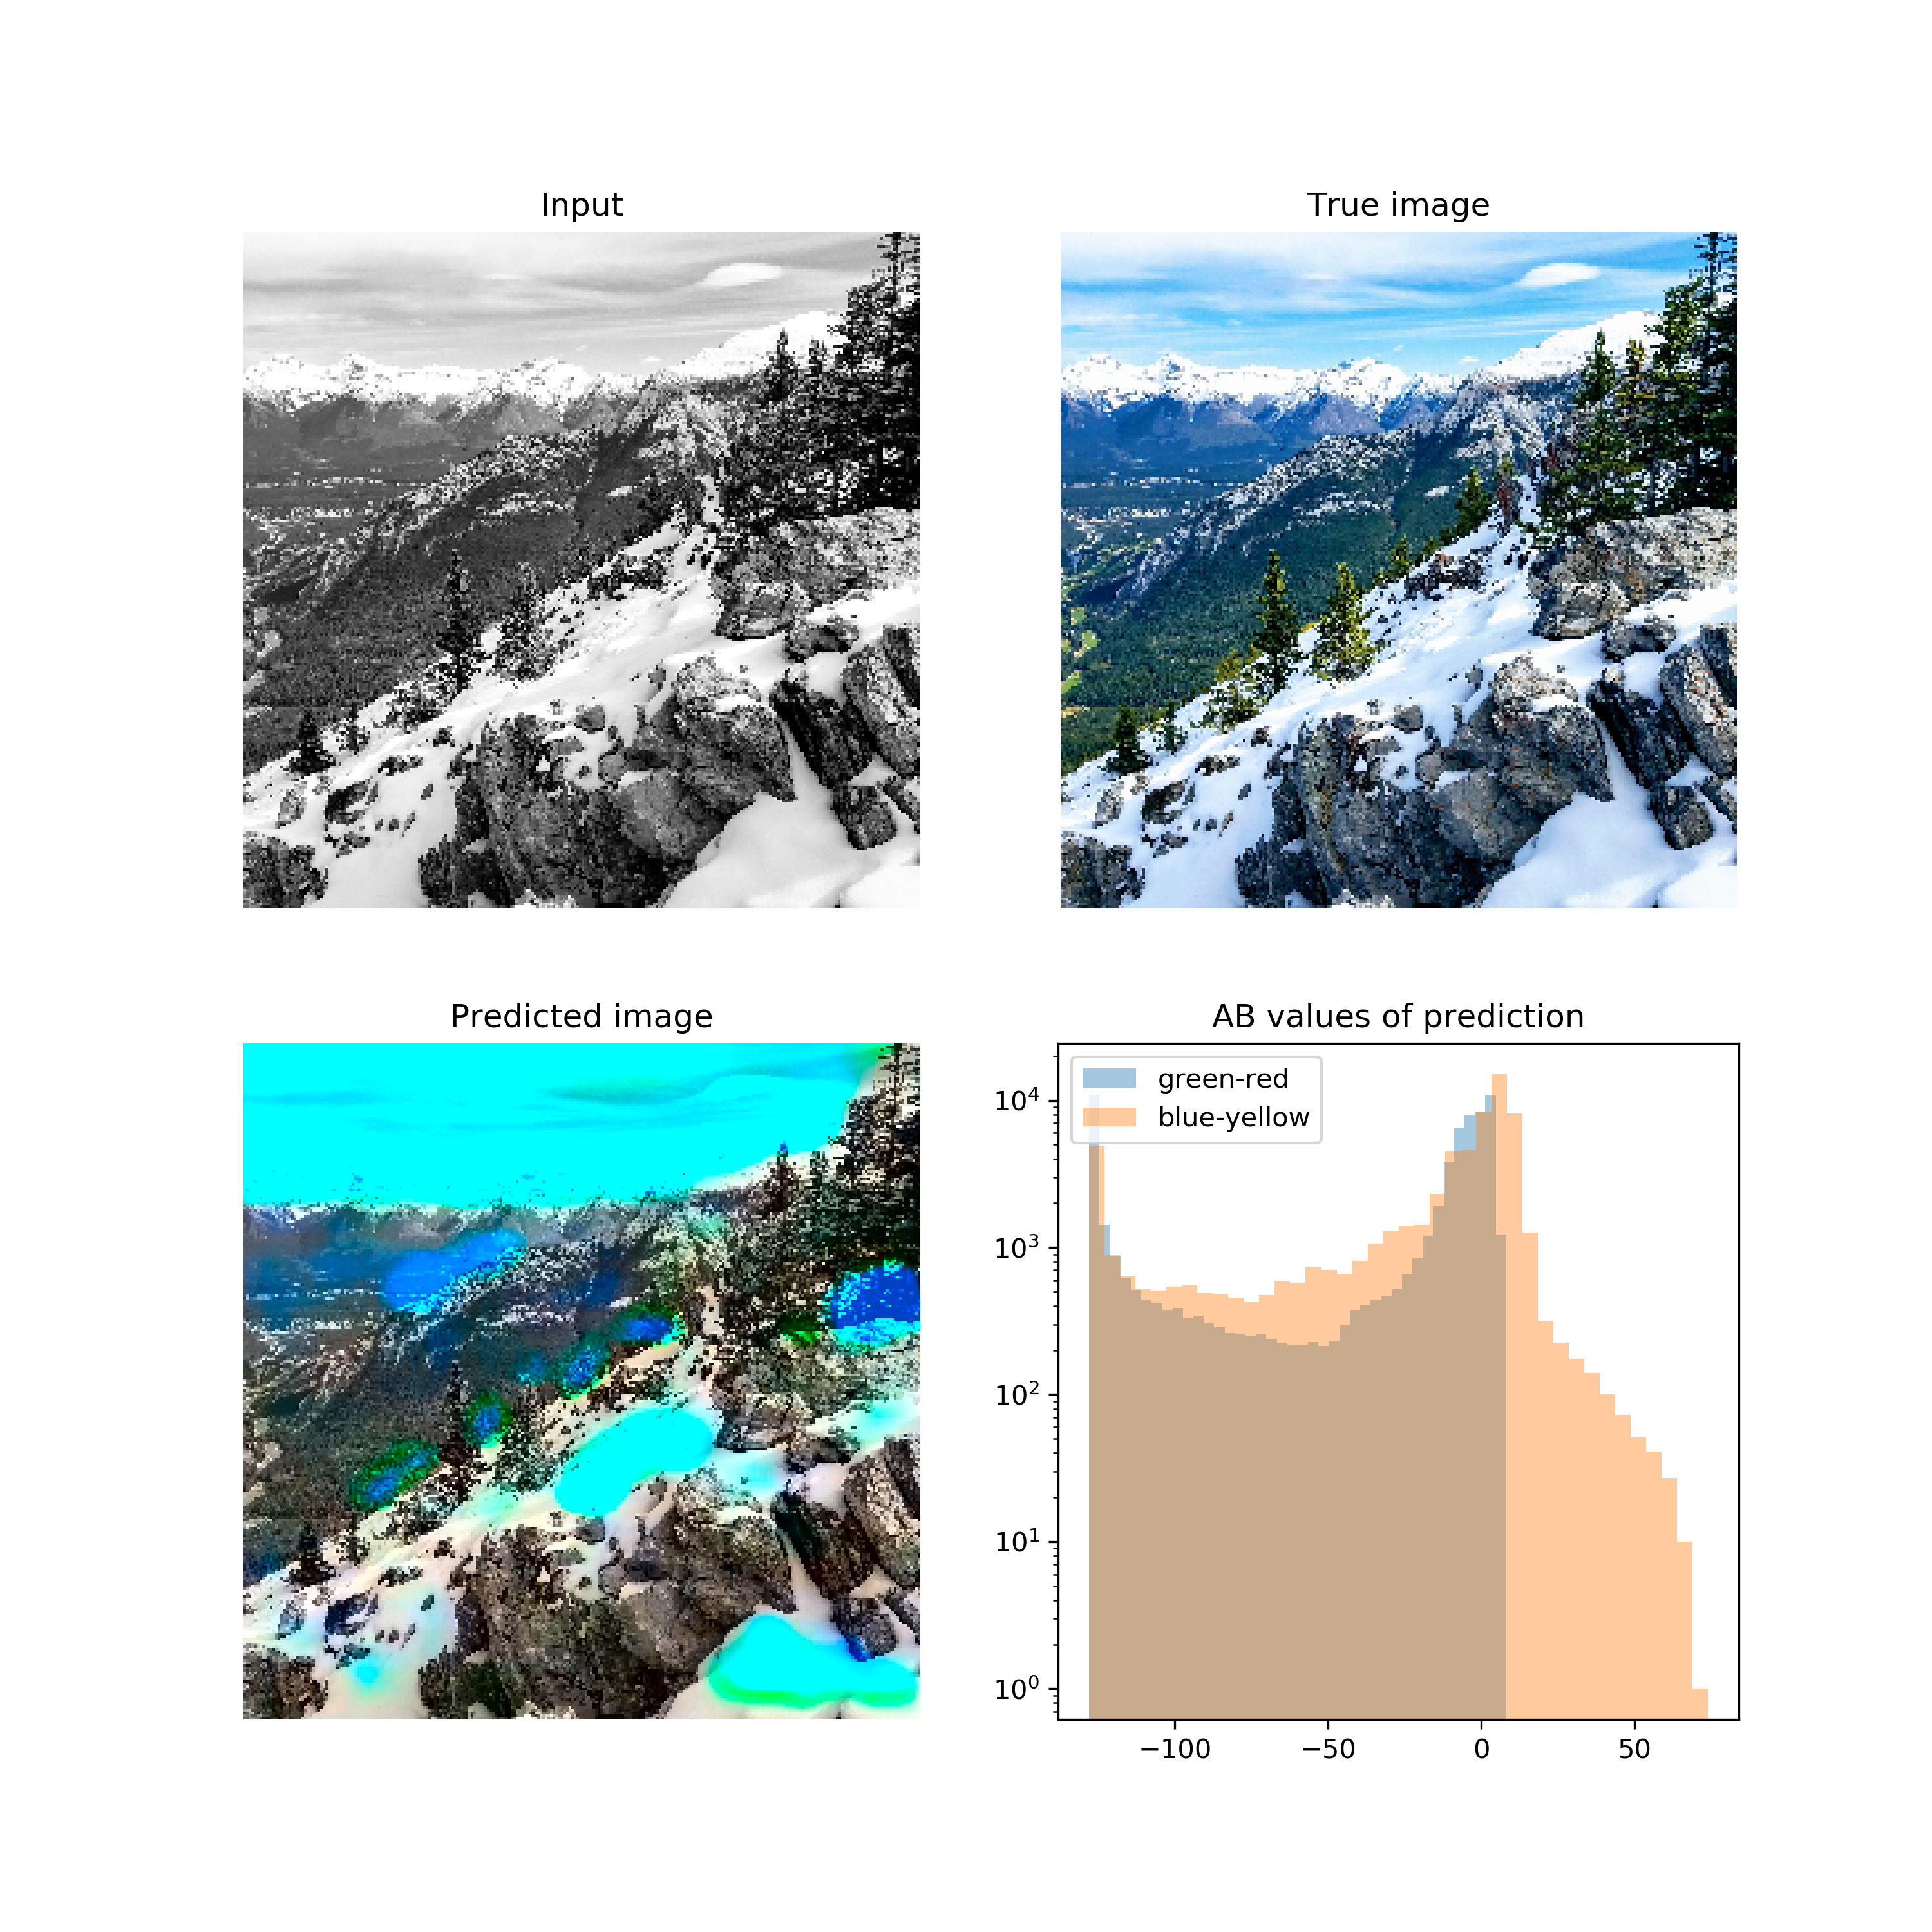 Input
True image
Predicted image
AB values of prediction
green-red
blue-yellow
10⁴
10³
10²
10¹
10⁰
−100 −50 0 50